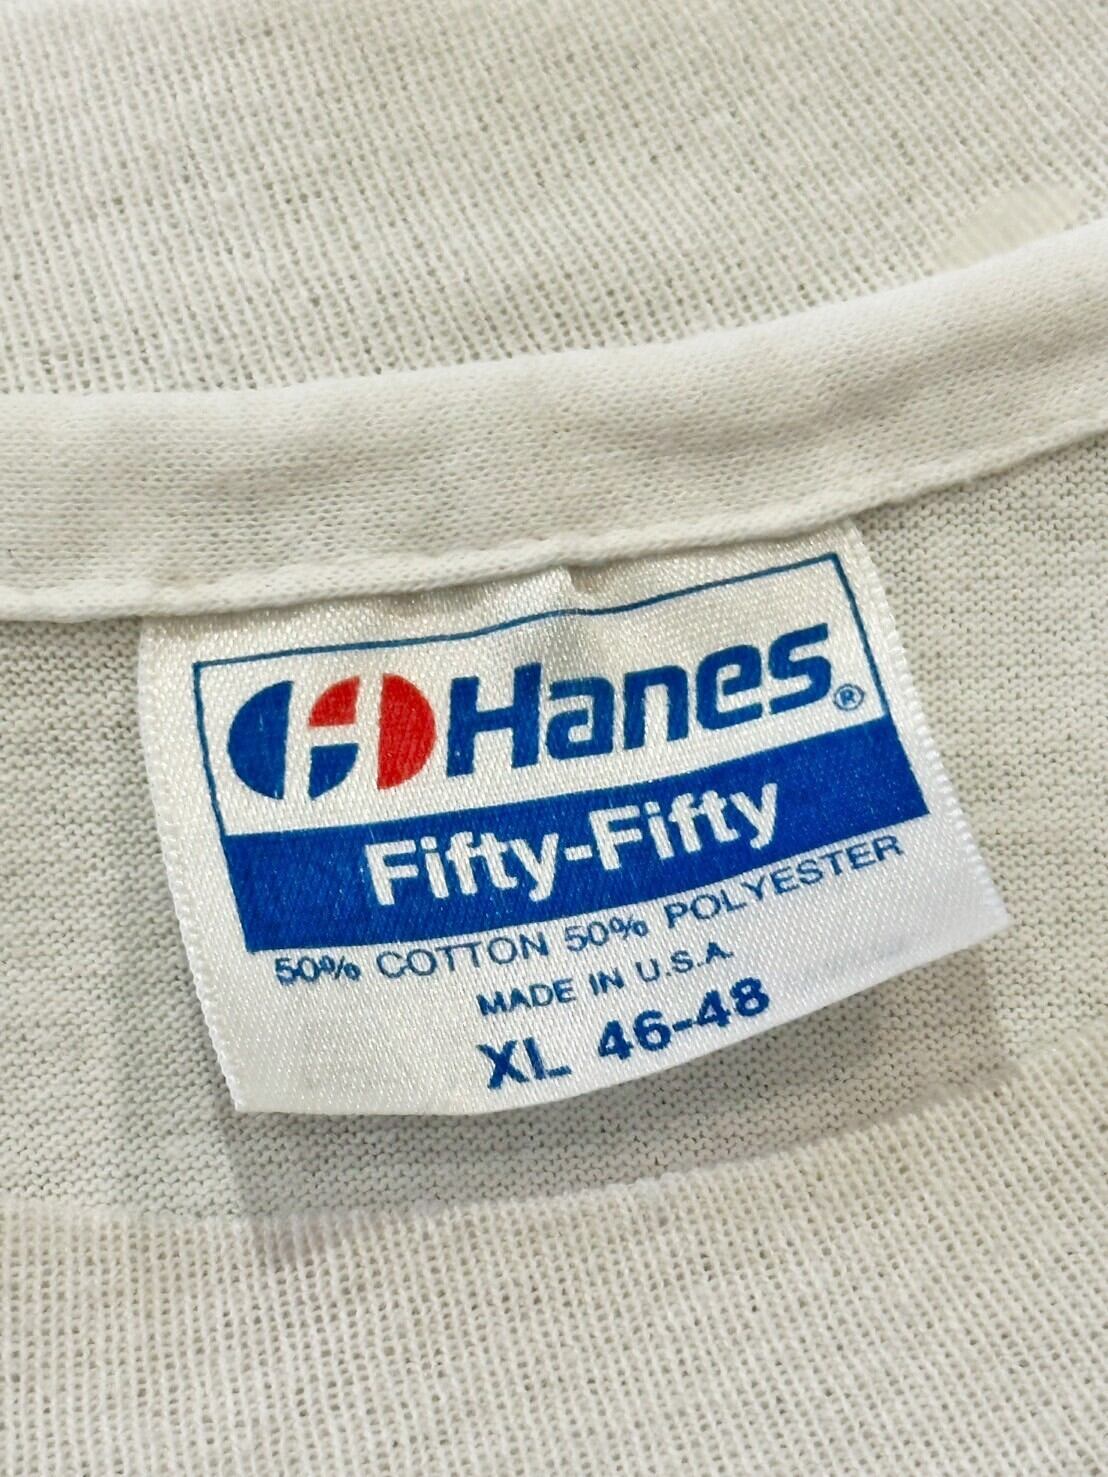 Hanes®
Fifty-Fifty
50% COTTON 50% POLYESTER
MADE IN U.S.A.
XL 46-48